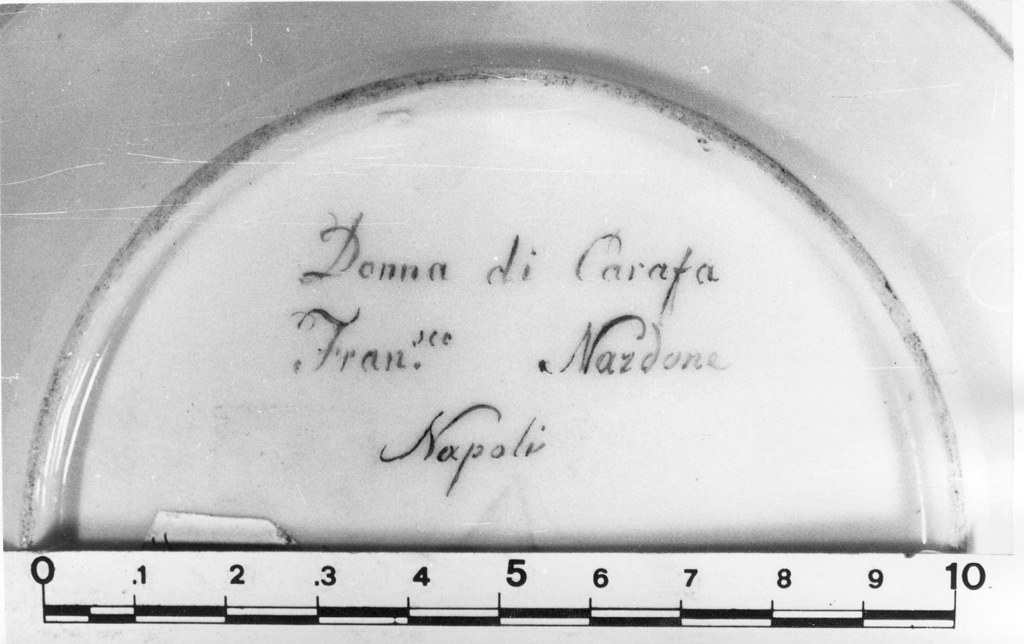 Donna di Carafa
Fran.sco Nardone
Napoli
0 .1 2 .3 4 5 6 7 8 9 10